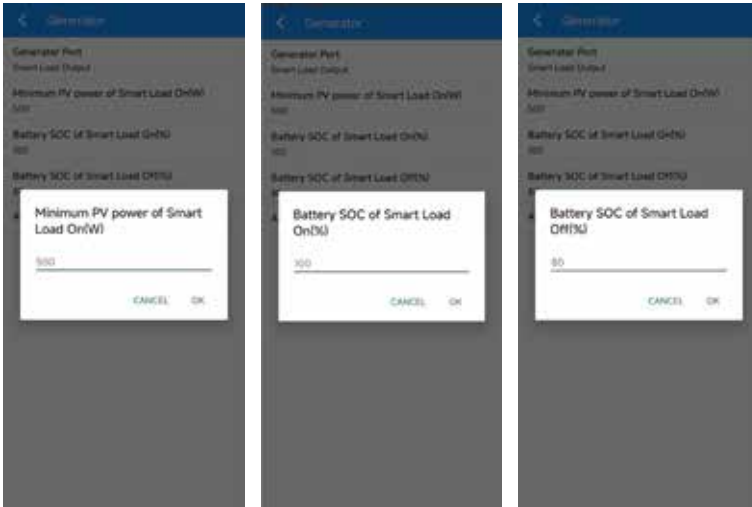 Generator
Generator Port
Smart Load Output
Minimum PV power of Smart Load On(W)
500
Battery SOC of Smart Load On(%)
100
Battery SOC of Smart Load Off(%)
Minimum PV power of Smart
Load On(W)
500
CANCEL OK
Generator
Generator Port
Smart Load Output
Minimum PV power of Smart Load On(W)
500
Battery SOC of Smart Load On(%)
100
Battery SOC of Smart Load Off(%)
Battery SOC of Smart Load
On(%)
100
CANCEL OK
Generator
Generator Port
Smart Load Output
Minimum PV power of Smart Load On(W)
500
Battery SOC of Smart Load On(%)
100
Battery SOC of Smart Load Off(%)
Battery SOC of Smart Load
Off(%)
80
CANCEL OK